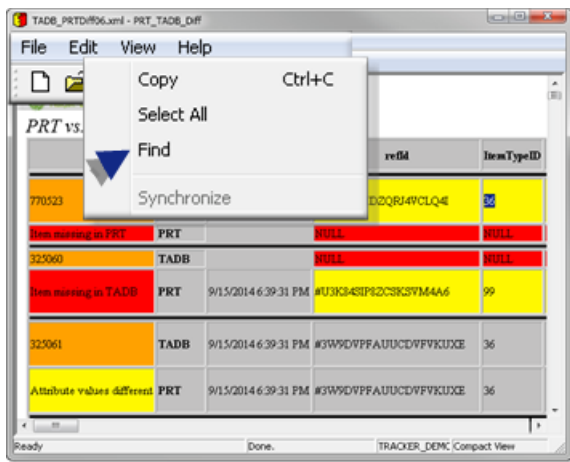 TADB_PRTDiff06.xml - PRT_TADB_Diff
File Edit View Help
Copy Ctrl+C
Select All
Find
Synchronize
PRT vs.
refId ItemTypeID
770523 DZQRJ4VCLQ4I 36
Item missing in PRT PRT NULL NULL
325060 TADB NULL NULL
Item missing in TADB PRT 9/15/2014 6:39:31 PM #U3K84SIP8ZCSKSVM4A6 99
325061 TADB 9/15/2014 6:39:31 PM #3W9DVPFAUUCDVFVKUXE 36
Attribute values different PRT 9/15/2014 6:39:31 PM #3W9DVPFAUUCDVFVKUXE 36
Ready Done. TRACKER_DEMC Compact View